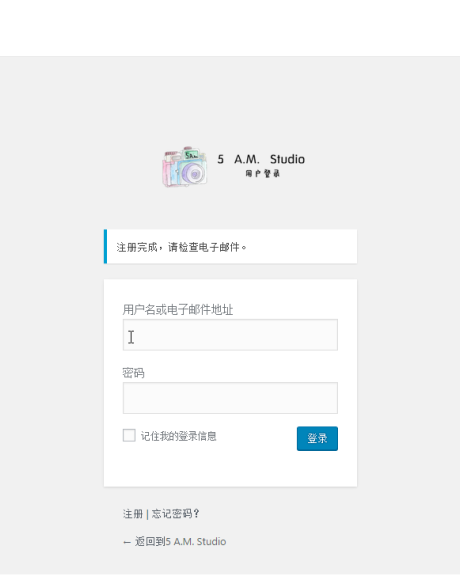 5Am
5 A.M. Studio
用户登录
注册完成，请检查电子邮件。
用户名或电子邮件地址
密码
记住我的登录信息
登录
注册 | 忘记密码？
← 返回到5 A.M. Studio